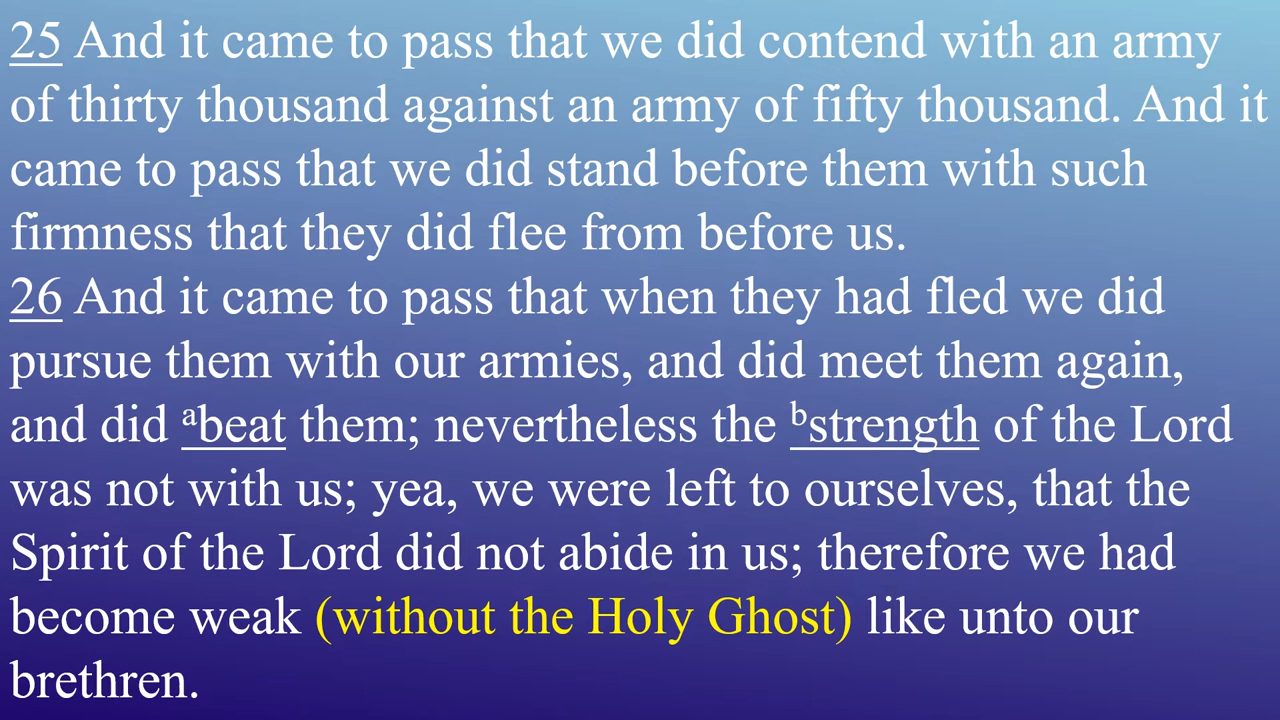 25 And it came to pass that we did contend with an army
of thirty thousand against an army of fifty thousand. And it
came to pass that we did stand before them with such
firmness that they did flee from before us.
26 And it came to pass that when they had fled we did
pursue them with our armies, and did meet them again,
and did ᵃbeat them; nevertheless the ᵇstrength of the Lord
was not with us; yea, we were left to ourselves, that the
Spirit of the Lord did not abide in us; therefore we had
become weak (without the Holy Ghost) like unto our
brethren.